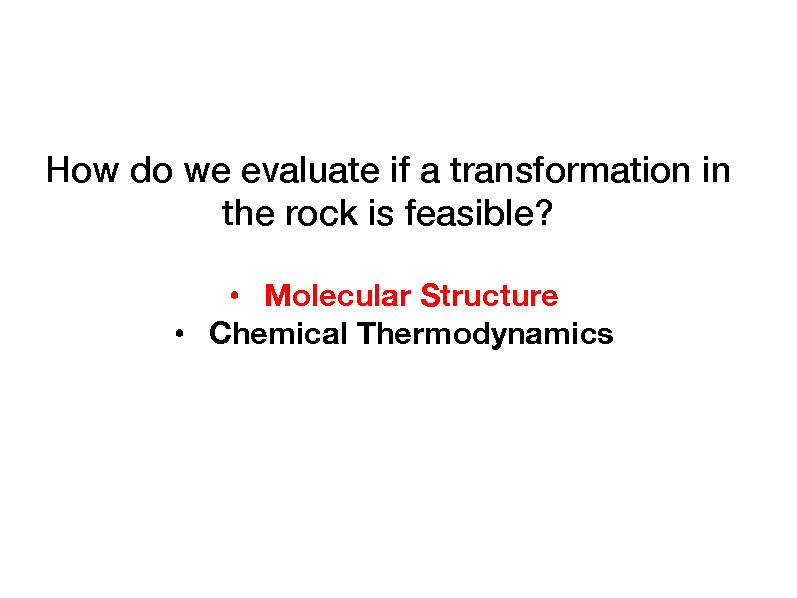 How do we evaluate if a transformation in
the rock is feasible?
• Molecular Structure
• Chemical Thermodynamics